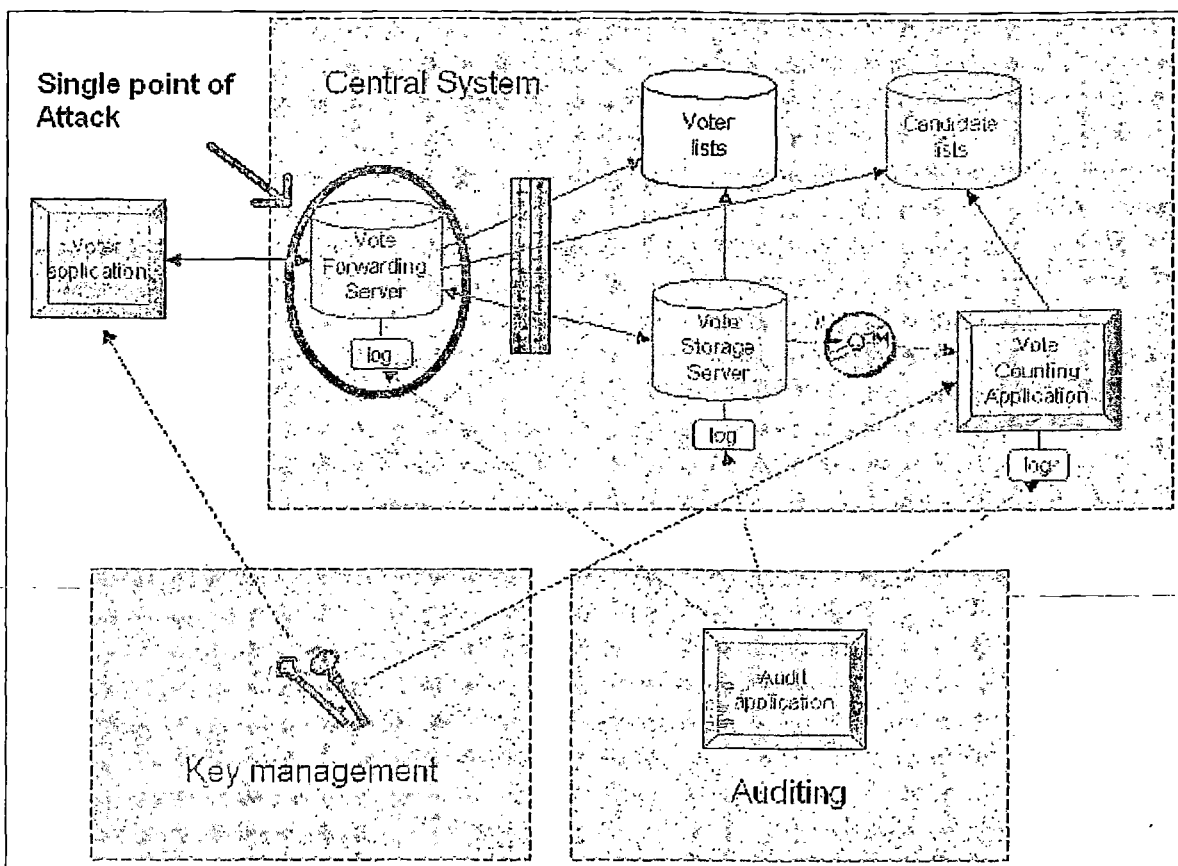 Single point of
Attack
Central System
Voter
lists
Candidate
lists
Voter
application
Vote
Forwarding
Server
log
Vote
Storage
Server
log
Vote
Counting
Application
log
Key management
Audit
application
Auditing